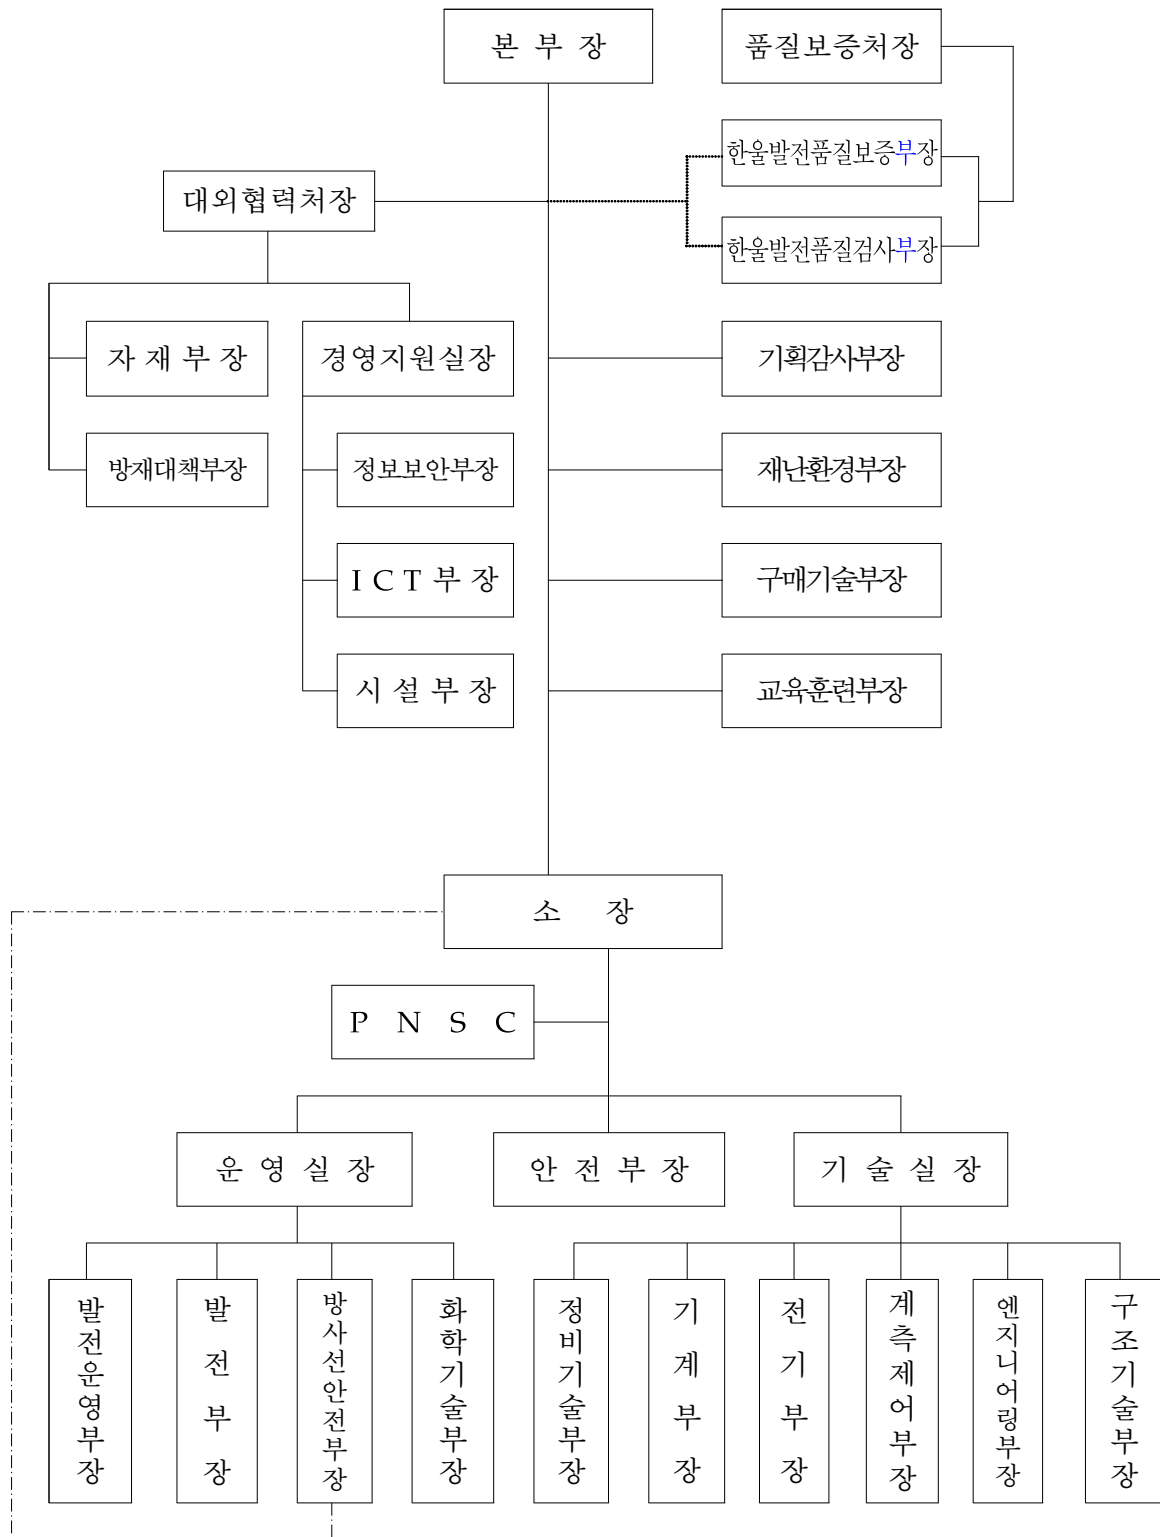 본 부 장
품질보증처장
한울발전품질보증부장
대외협력처장
한울발전품질검사부장
자 재 부 장
경영지원실장
기획감사부장
방재대책부장
정보보안부장
재난환경부장
I C T 부 장
구매기술부장
시 설 부 장
교육훈련부장
소 장
P N S C
운 영 실 장
안 전 부 장
기 술 실 장
발전운영부장
발전부장
방사선안전부장
화학기술부장
정비기술부장
기계부장
전기부장
계측제어부장
엔지니어링부장
구조기술부장